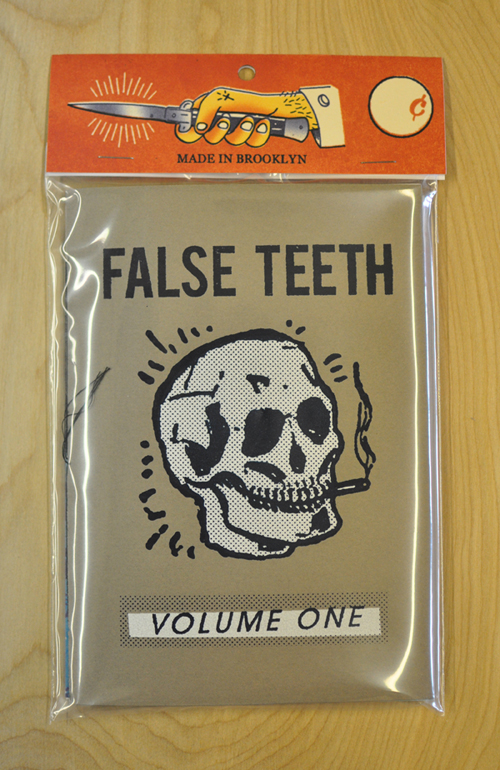 ¢
MADE IN BROOKLYN
FALSE TEETH
VOLUME ONE